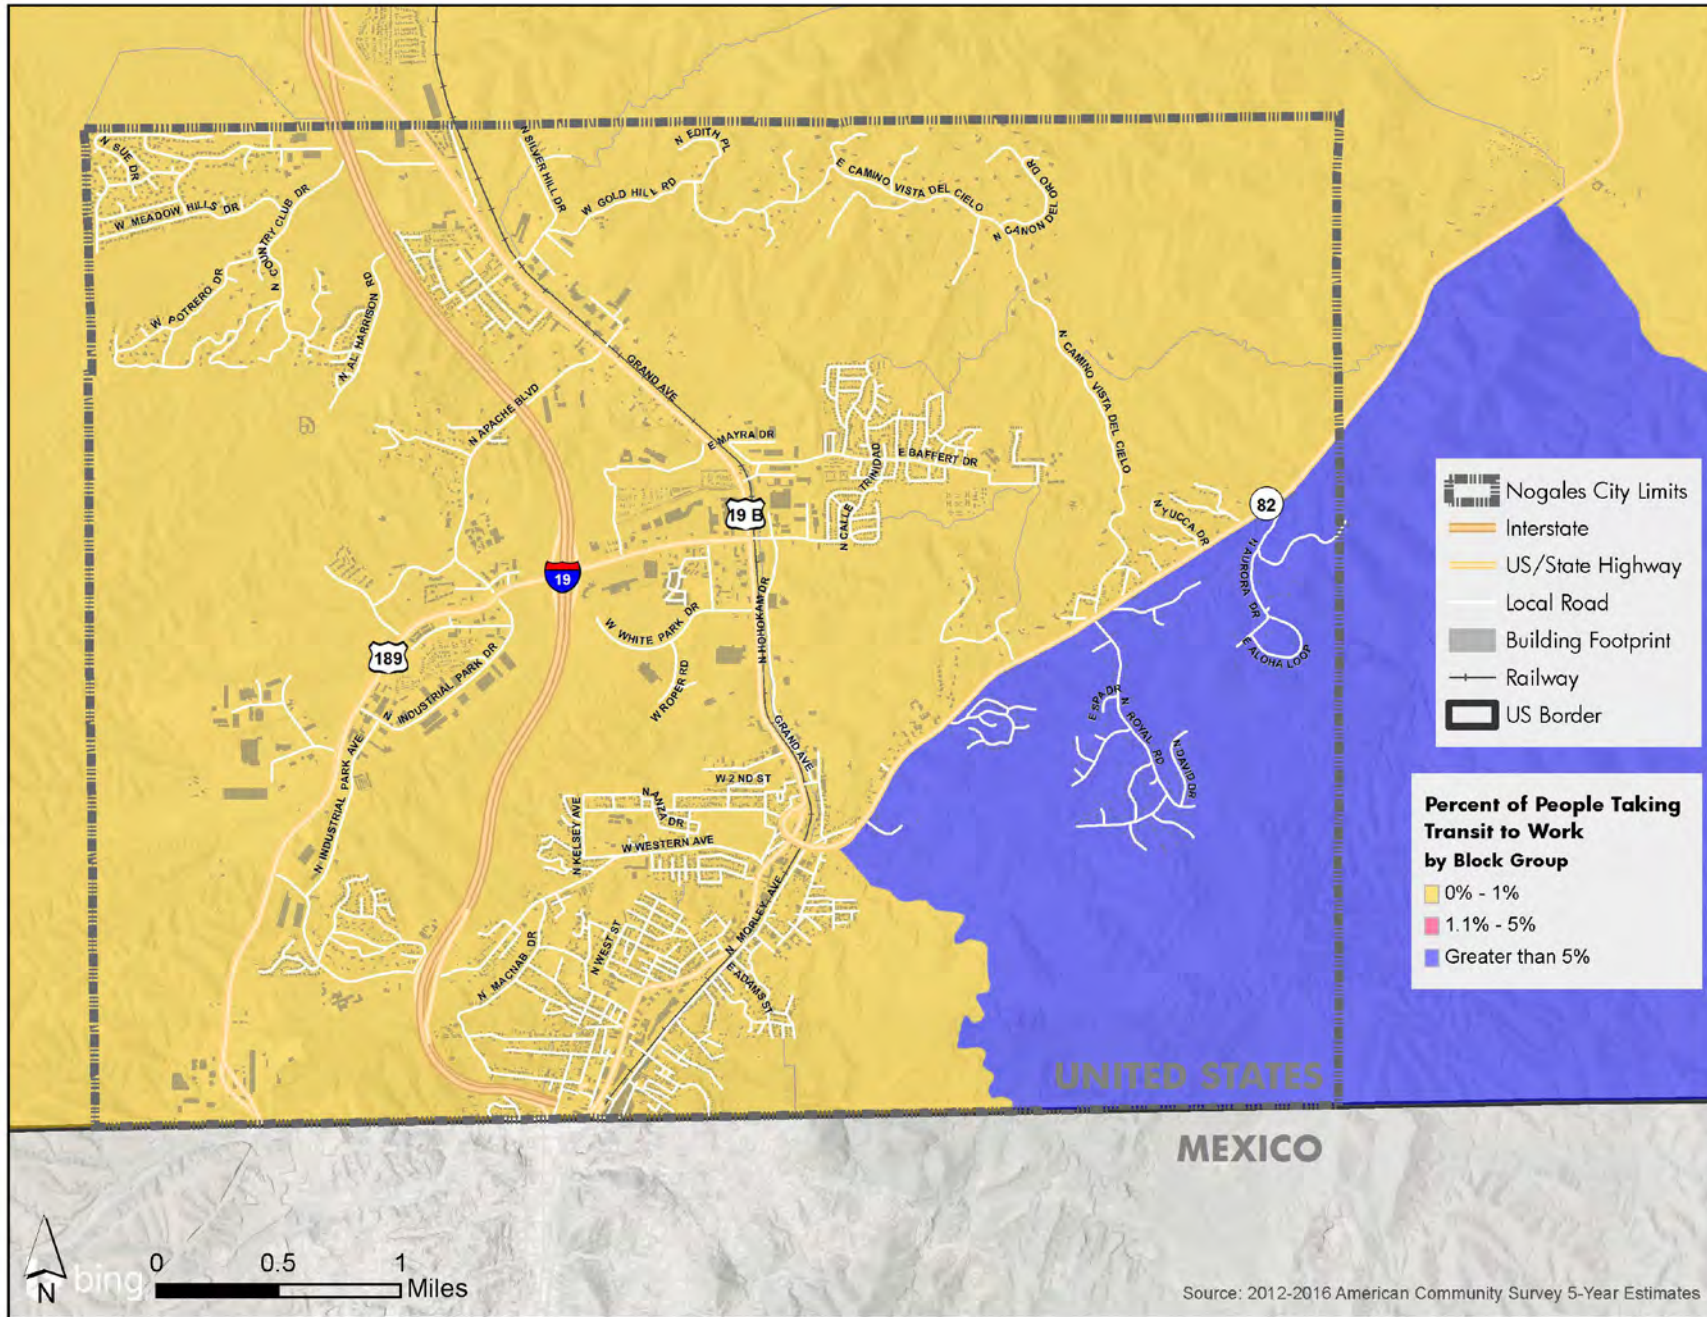 N SUE DR
W MEADOW HILLS DR
N COUNTRY CLUB DR
W POTRERO DR
N AL HARRISON RD
N SILVER HILL DR
W GOLD HILL RD
N EDITH PL
E CAMINO VISTA DEL CIELO
N CANON DEL ORO DR
N CAMINO VISTA DEL CIELO
GRAND AVE
N APACHE BLVD
E MAYRA DR
E BAFFERT DR
N CALLE TRINIDAD
19 B
82
N YUCCA DR
N AURORA DR
E ALOHA LOOP
19
189
N INDUSTRIAL PARK DR
W WHITE PARK DR
W ROPER RD
N HOHOKAM DR
GRAND AVE
E SPA DR
N ROYAL RD
N DAVID DR
N INDUSTRIAL PARK AVE
W 2ND ST
N ANZA DR
N KELSEY AVE
W WESTERN AVE
N MORLEY AVE
N WEST ST
N MACNAB DR
E ADAMS ST
UNITED STATES
MEXICO
Nogales City Limits
Interstate
US/State Highway
Local Road
Building Footprint
Railway
US Border
Percent of People Taking
Transit to Work
by Block Group
0% - 1%
1.1% - 5%
Greater than 5%
N
bing
0 0.5 1
Miles
Source: 2012-2016 American Community Survey 5-Year Estimates